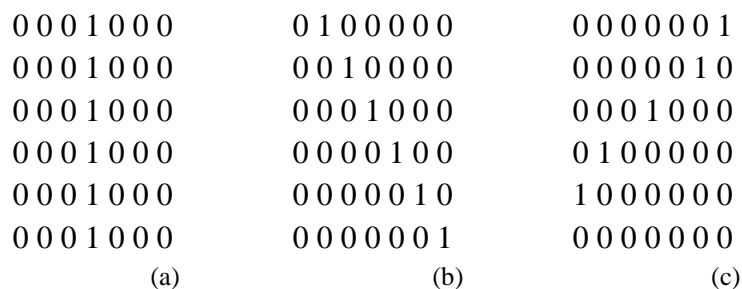 0 0 0 1 0 0 0 0 1 0 0 0 0 0 0 0 0 0 0 0 1
0 0 0 1 0 0 0 0 0 1 0 0 0 0 0 0 0 0 0 1 0
0 0 0 1 0 0 0 0 0 0 1 0 0 0 0 0 0 1 0 0 0
0 0 0 1 0 0 0 0 0 0 0 1 0 0 0 1 0 0 0 0 0
0 0 0 1 0 0 0 0 0 0 0 0 1 0 1 0 0 0 0 0 0
0 0 0 1 0 0 0 0 0 0 0 0 0 1 0 0 0 0 0 0 0
(a) (b) (c)